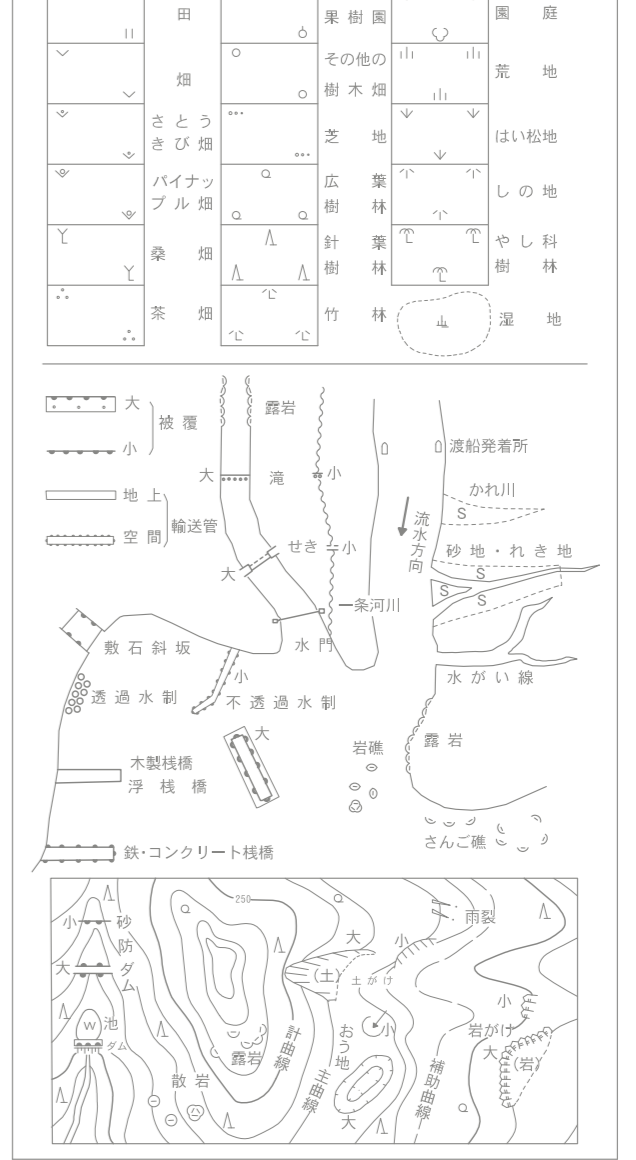 田
畑
さとう
きび畑
パイナッ
プル畑
桑畑
茶畑
果樹園
その他の
樹木畑
芝地
広葉
樹林
針葉
樹林
竹林
園庭
荒地
はい松地
しの地
やし科
樹林
湿地
大
小
被覆
地上
空間
輸送管
露岩
大
滝
小
せき
小
大
一条河川
水門
渡船発着所
かれ川
S
流水方向
砂地・れき地
S
S
S
水がい線
敷石斜坂
透過水制
小
不透過水制
大
木製桟橋
浮桟橋
鉄・コンクリート桟橋
岩礁
露岩
さんご礁
小
砂防ダム
大
W
池
ダム
250
散岩
露岩
計曲線
主曲線
(土)
土がけ
大
小
おう地
小
大
補助曲線
雨裂
小
岩がけ
大
(岩)